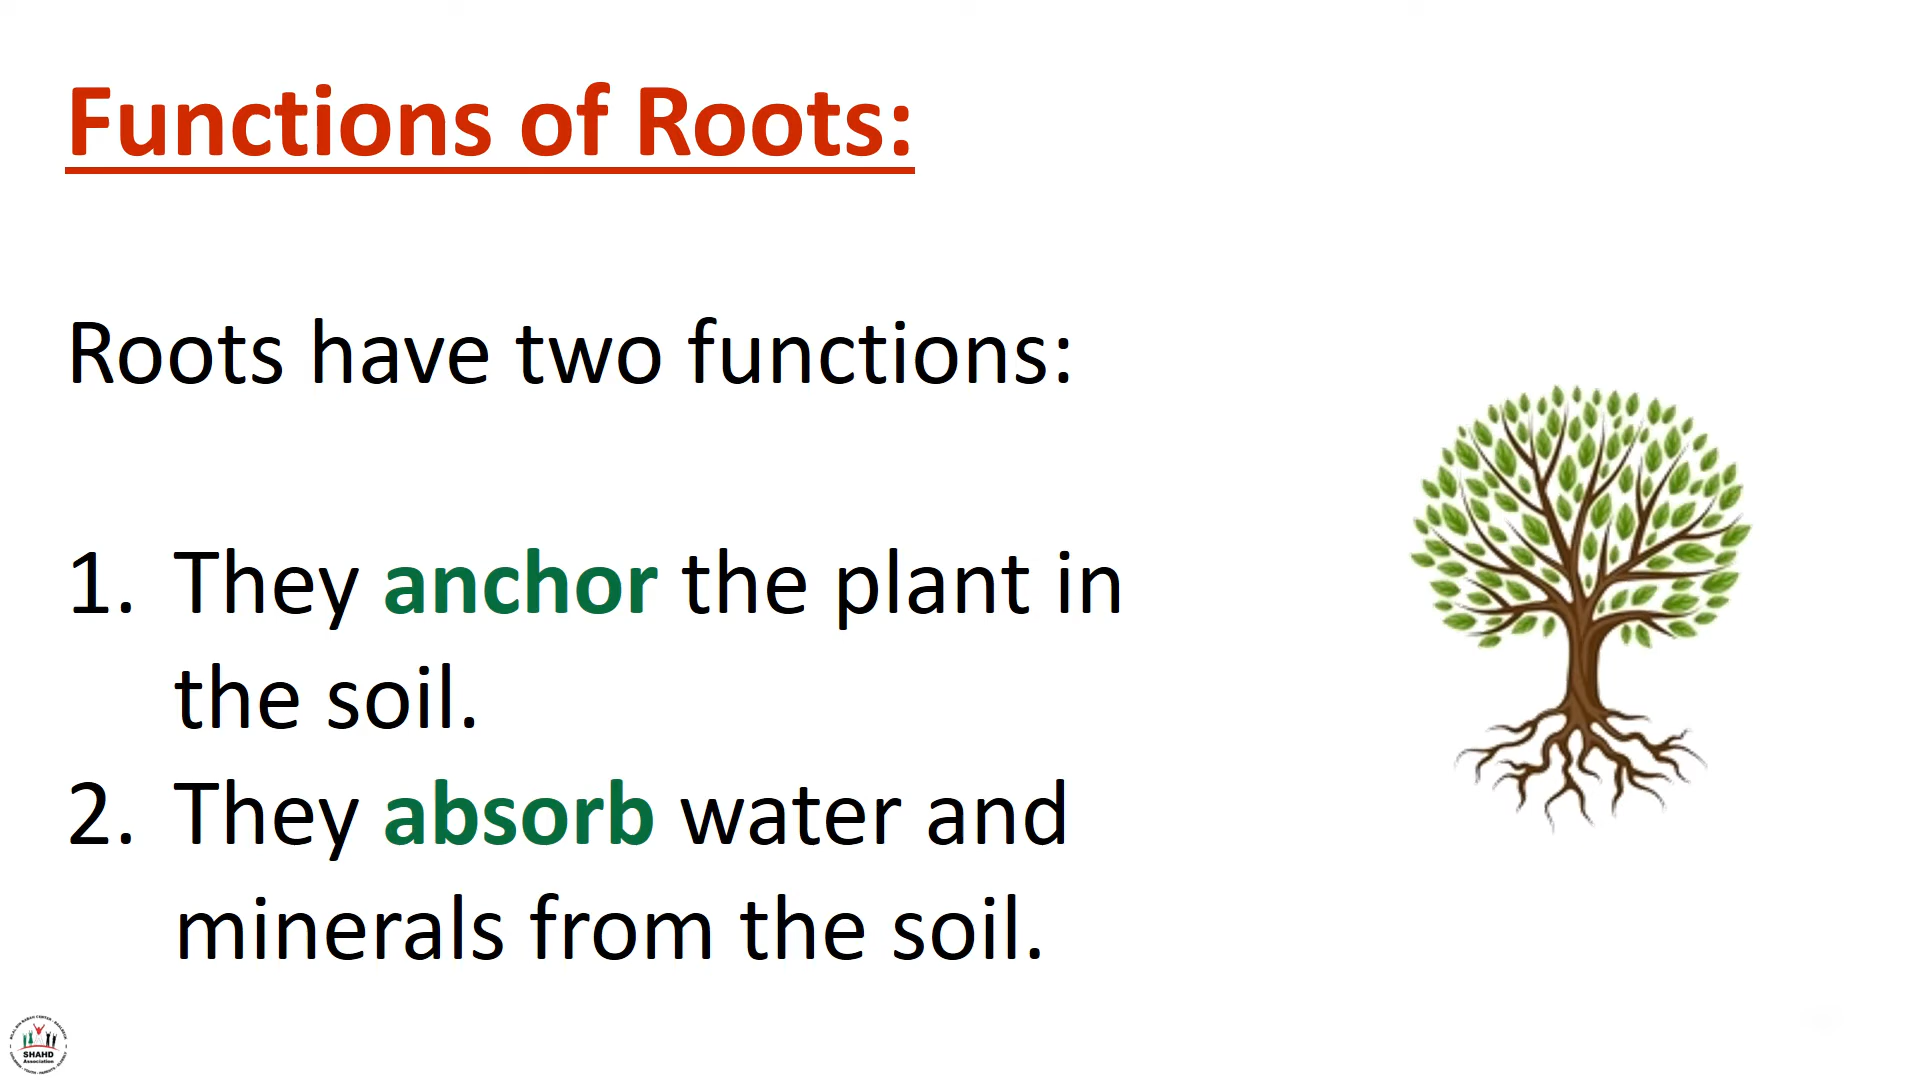 Functions of Roots:
Roots have two functions:
1. They anchor the plant in
the soil.
2. They absorb water and
minerals from the soil.
SHAHD
Association